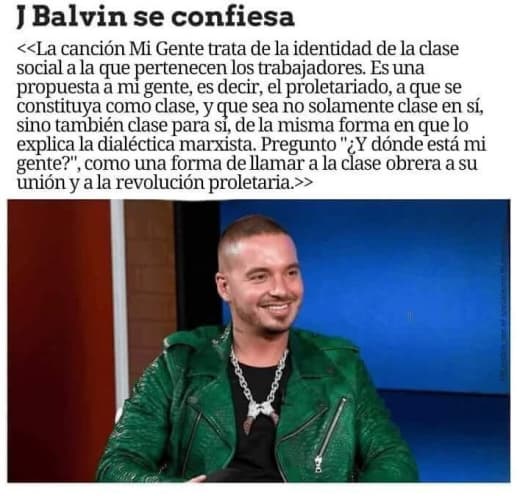 J Balvin se confiesa
<<La canción Mi Gente trata de la identidad de la clase
social a la que pertenecen los trabajadores. Es una
propuesta a mi gente, es decir, el proletariado, a que se
constituya como clase, y que sea no solamente clase en sí,
sino también clase para sí, de la misma forma en que lo
explica la dialéctica marxista. Pregunto "¿Y dónde está mi
gente?", como una forma de llamar a la clase obrera a su
unión y a la revolución proletaria.>>